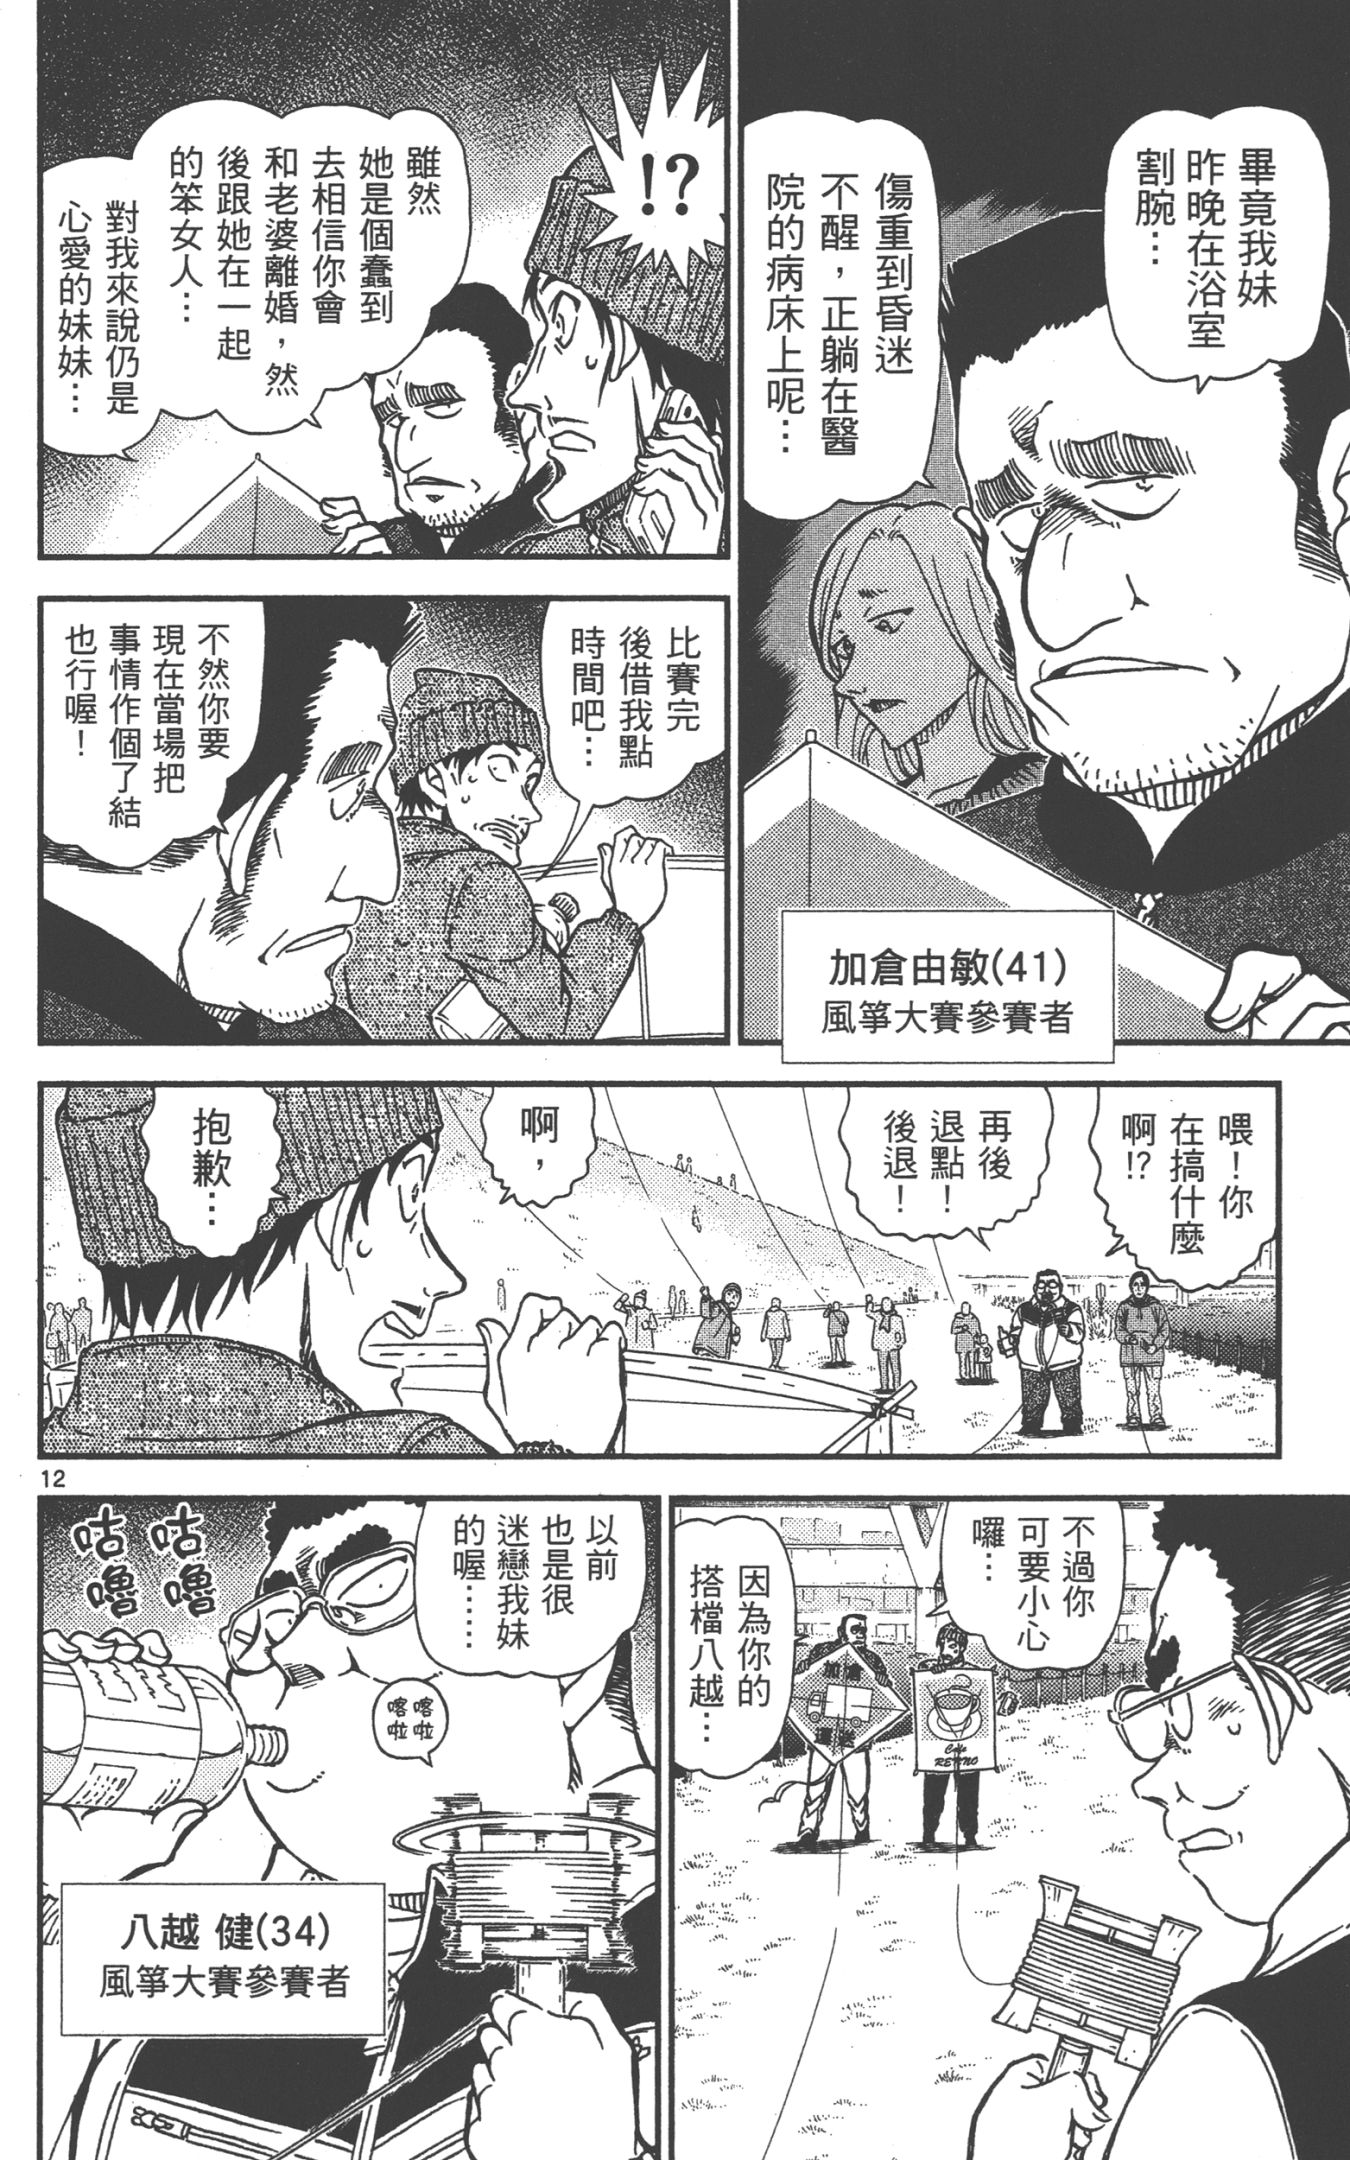 畢竟我妹
昨晚在浴室
割腕…
傷重到昏迷
不醒，正躺在醫
院的病床上呢…
加倉由敏(41)
風箏大賽參賽者
!?
雖然
她是個蠢到
去相信你會
和老婆離婚，然
後跟她在一起
的笨女人…
對我來說仍是
心愛的妹妹…
比賽完
後借我點
時間吧…
不然你要
現在當場把
事情作個了結
也行喔！
喂！你
在搞什麼
啊!?
再後
退點！
後退！
啊，
抱歉…
12
不過你
可要小心
囉…
因為你的
搭檔八越…
加倉
運送
Cafe
RERNO
以前
也是很
迷戀我妹
的喔……
喀啦
喀啦
咕嚕
咕嚕
八越 健(34)
風箏大賽參賽者